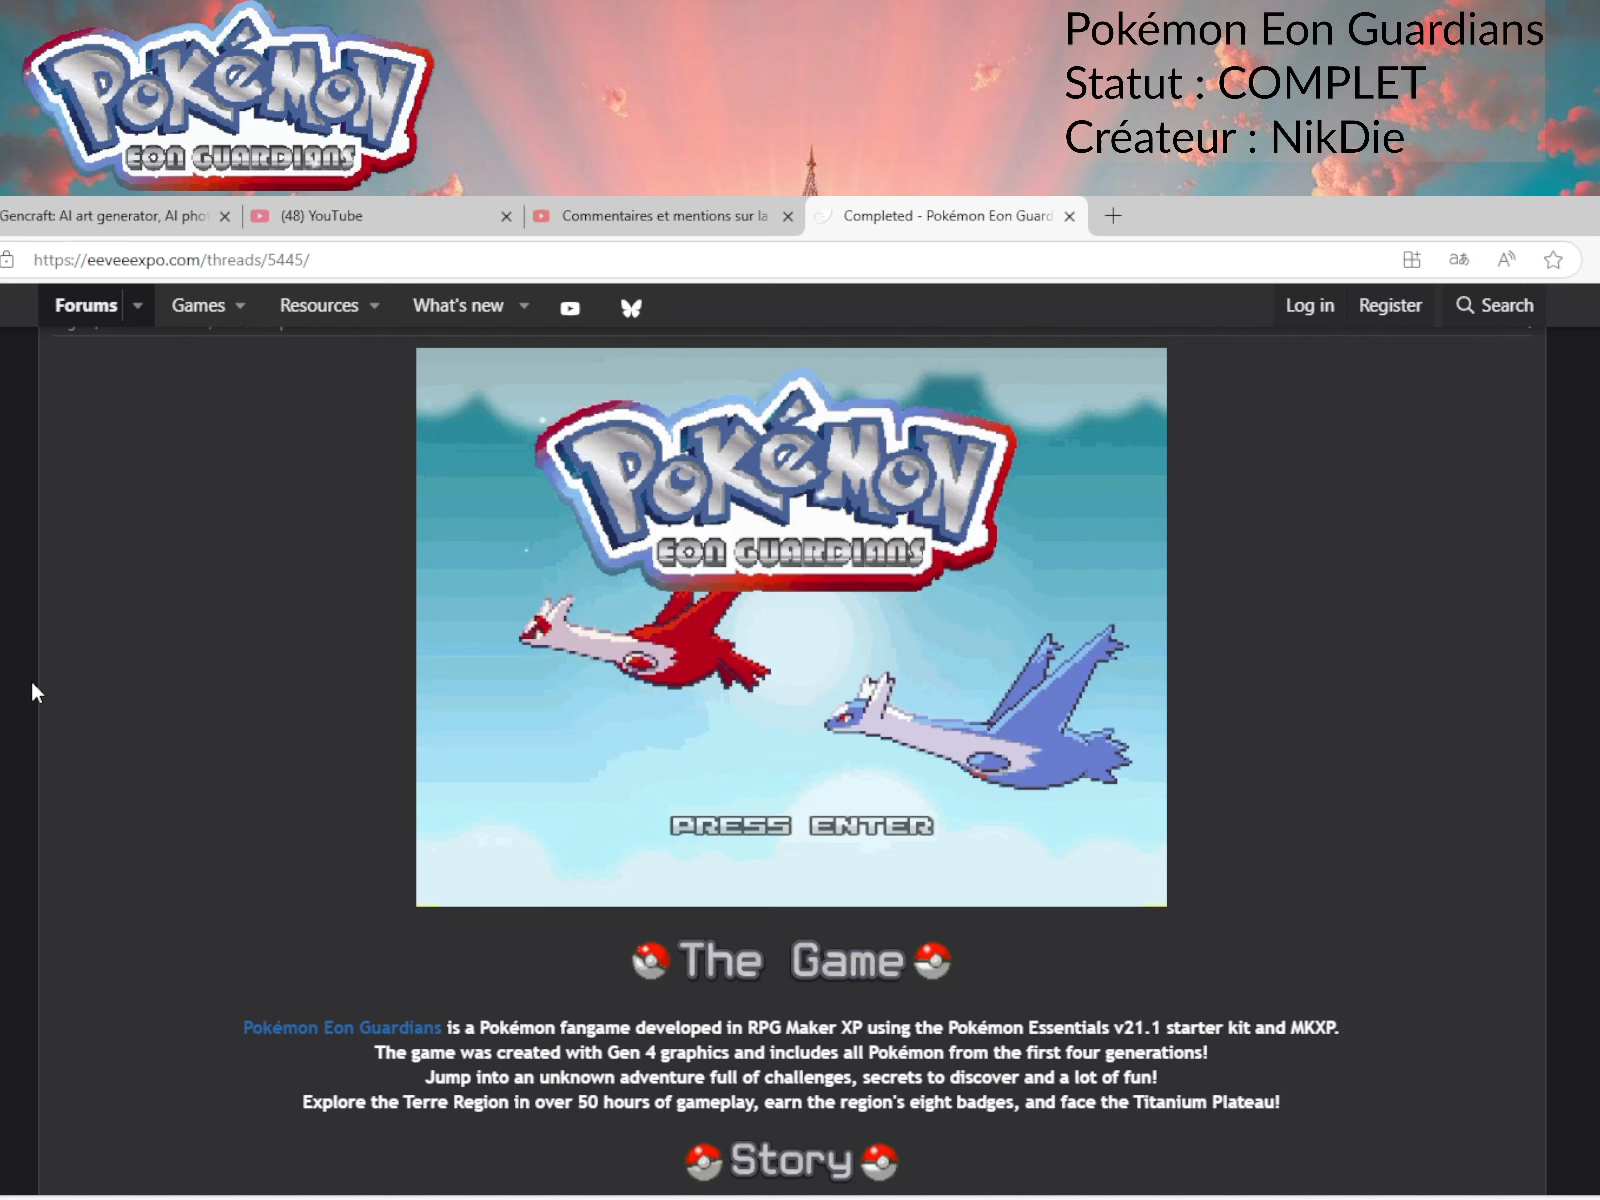 POKéMON
EON GUARDIANS
Pokémon Eon Guardians
Statut : COMPLET
Créateur : NikDie
Gencraft: AI art generator, AI pho
(48) YouTube
Commentaires et mentions sur la
Completed - Pokémon Eon Guard
https://eeveeexpo.com/threads/5445/
Forums
Games
Resources
What's new
Log in
Register
Search
POKéMON
EON GUARDIANS
PRESS ENTER
The Game
Pokémon Eon Guardians is a Pokémon fangame developed in RPG Maker XP using the Pokémon Essentials v21.1 starter kit and MKXP.
The game was created with Gen 4 graphics and includes all Pokémon from the first four generations!
Jump into an unknown adventure full of challenges, secrets to discover and a lot of fun!
Explore the Terre Region in over 50 hours of gameplay, earn the region's eight badges, and face the Titanium Plateau!
Story